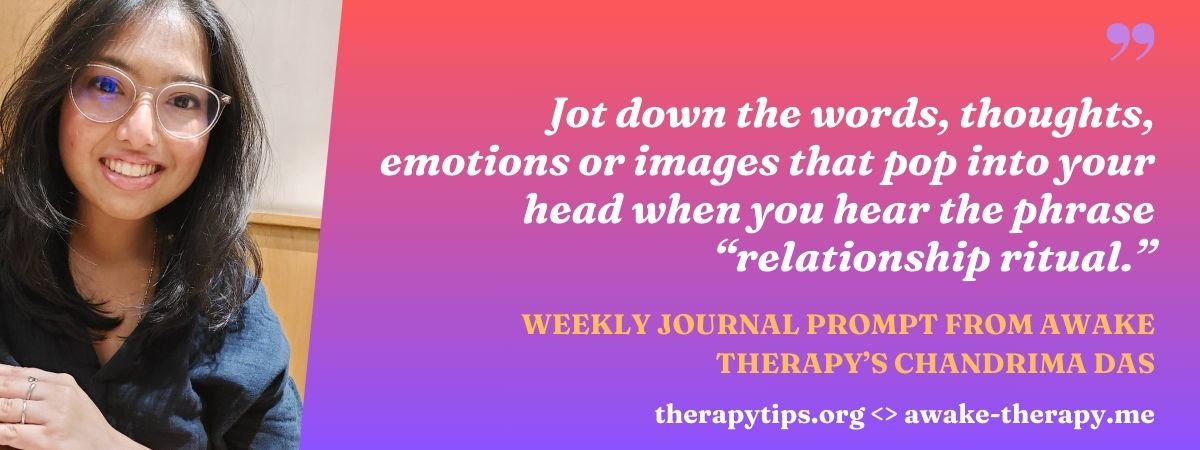 ”
Jot down the words, thoughts,
emotions or images that pop into your
head when you hear the phrase
“relationship ritual.”
WEEKLY JOURNAL PROMPT FROM AWAKE
THERAPY’S CHANDRIMA DAS
therapytips.org <> awake-therapy.me